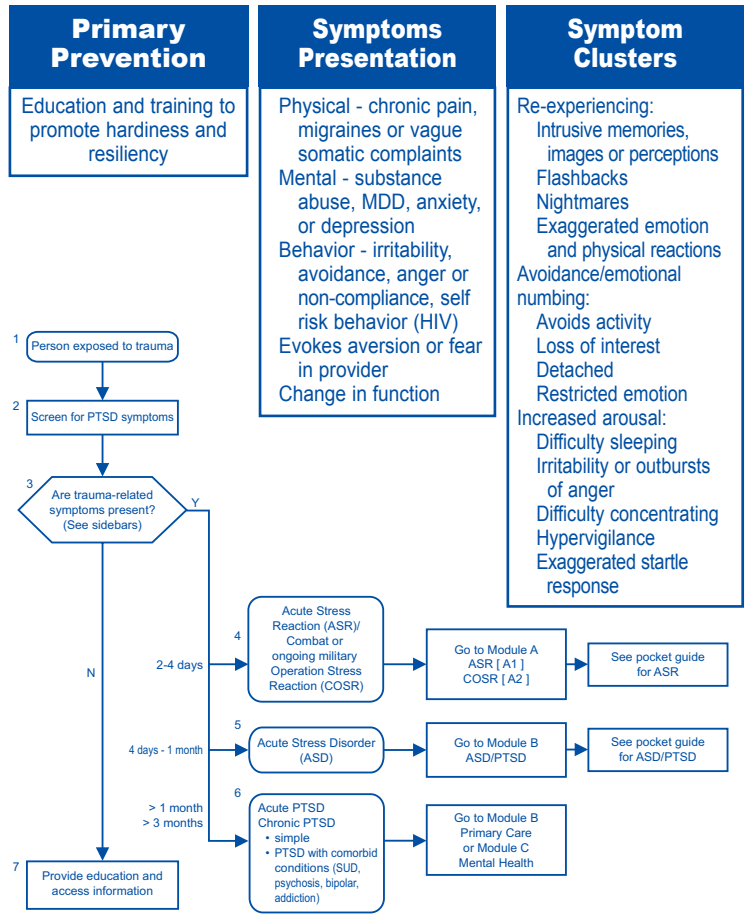 Primary
Prevention
Education and training to
promote hardiness and
resiliency
Symptoms
Presentation
Physical - chronic pain,
migraines or vague
somatic complaints
Mental - substance
abuse, MDD, anxiety,
or depression
Behavior - irritability,
avoidance, anger or
non-compliance, self
risk behavior (HIV)
Evokes aversion or fear
in provider
Change in function
Symptom
Clusters
Re-experiencing:
Intrusive memories,
images or perceptions
Flashbacks
Nightmares
Exaggerated emotion
and physical reactions
Avoidance/emotional
numbing:
Avoids activity
Loss of interest
Detached
Restricted emotion
Increased arousal:
Difficulty sleeping
Irritability or outbursts
of anger
Difficulty concentrating
Hypervigilance
Exaggerated startle
response
1
Person exposed to trauma
2
Screen for PTSD symptoms
3
Are trauma-related
symptoms present?
(See sidebars)
Y
N
2-4 days
4
Acute Stress
Reaction (ASR)/
Combat or
ongoing military
Operation Stress
Reaction (COSR)
Go to Module A
ASR [ A1 ]
COSR [ A2 ]
See pocket guide
for ASR
4 days - 1 month
5
Acute Stress Disorder
(ASD)
Go to Module B
ASD/PTSD
See pocket guide
for ASD/PTSD
> 1 month
> 3 months
6
Acute PTSD
Chronic PTSD
• simple
• PTSD with comorbid
conditions (SUD,
psychosis, bipolar,
addiction)
Go to Module B
Primary Care
or Module C
Mental Health
7
Provide education and
access information